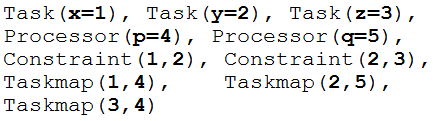 Task(x=1), Task(y=2), Task(z=3),
Processor(p=4), Processor(q=5),
Constraint(1,2), Constraint(2,3),
Taskmap(1,4),    Taskmap(2,5),
Taskmap(3,4)